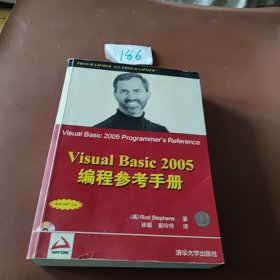 186
PROGRAMMER TO PROGRAMMER
Visual Basic 2005 Programmer's Reference
Visual Basic 2005
编程参考手册
(美) Rod Stephens 著
译
wrox
清华大学出版社